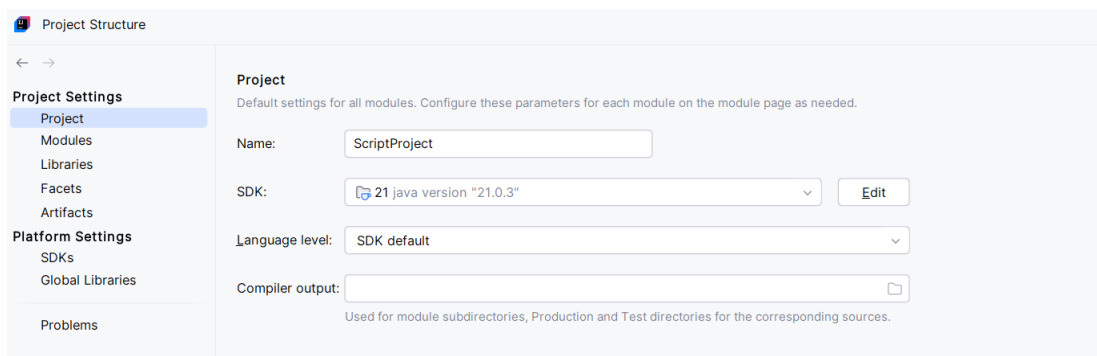 Project Structure
Project Settings
Project
Modules
Libraries
Facets
Artifacts
Platform Settings
SDKs
Global Libraries
Problems
Project
Default settings for all modules. Configure these parameters for each module on the module page as needed.
Name: ScriptProject
SDK: 21 java version "21.0.3" Edit
Language level: SDK default
Compiler output:
Used for module subdirectories, Production and Test directories for the corresponding sources.